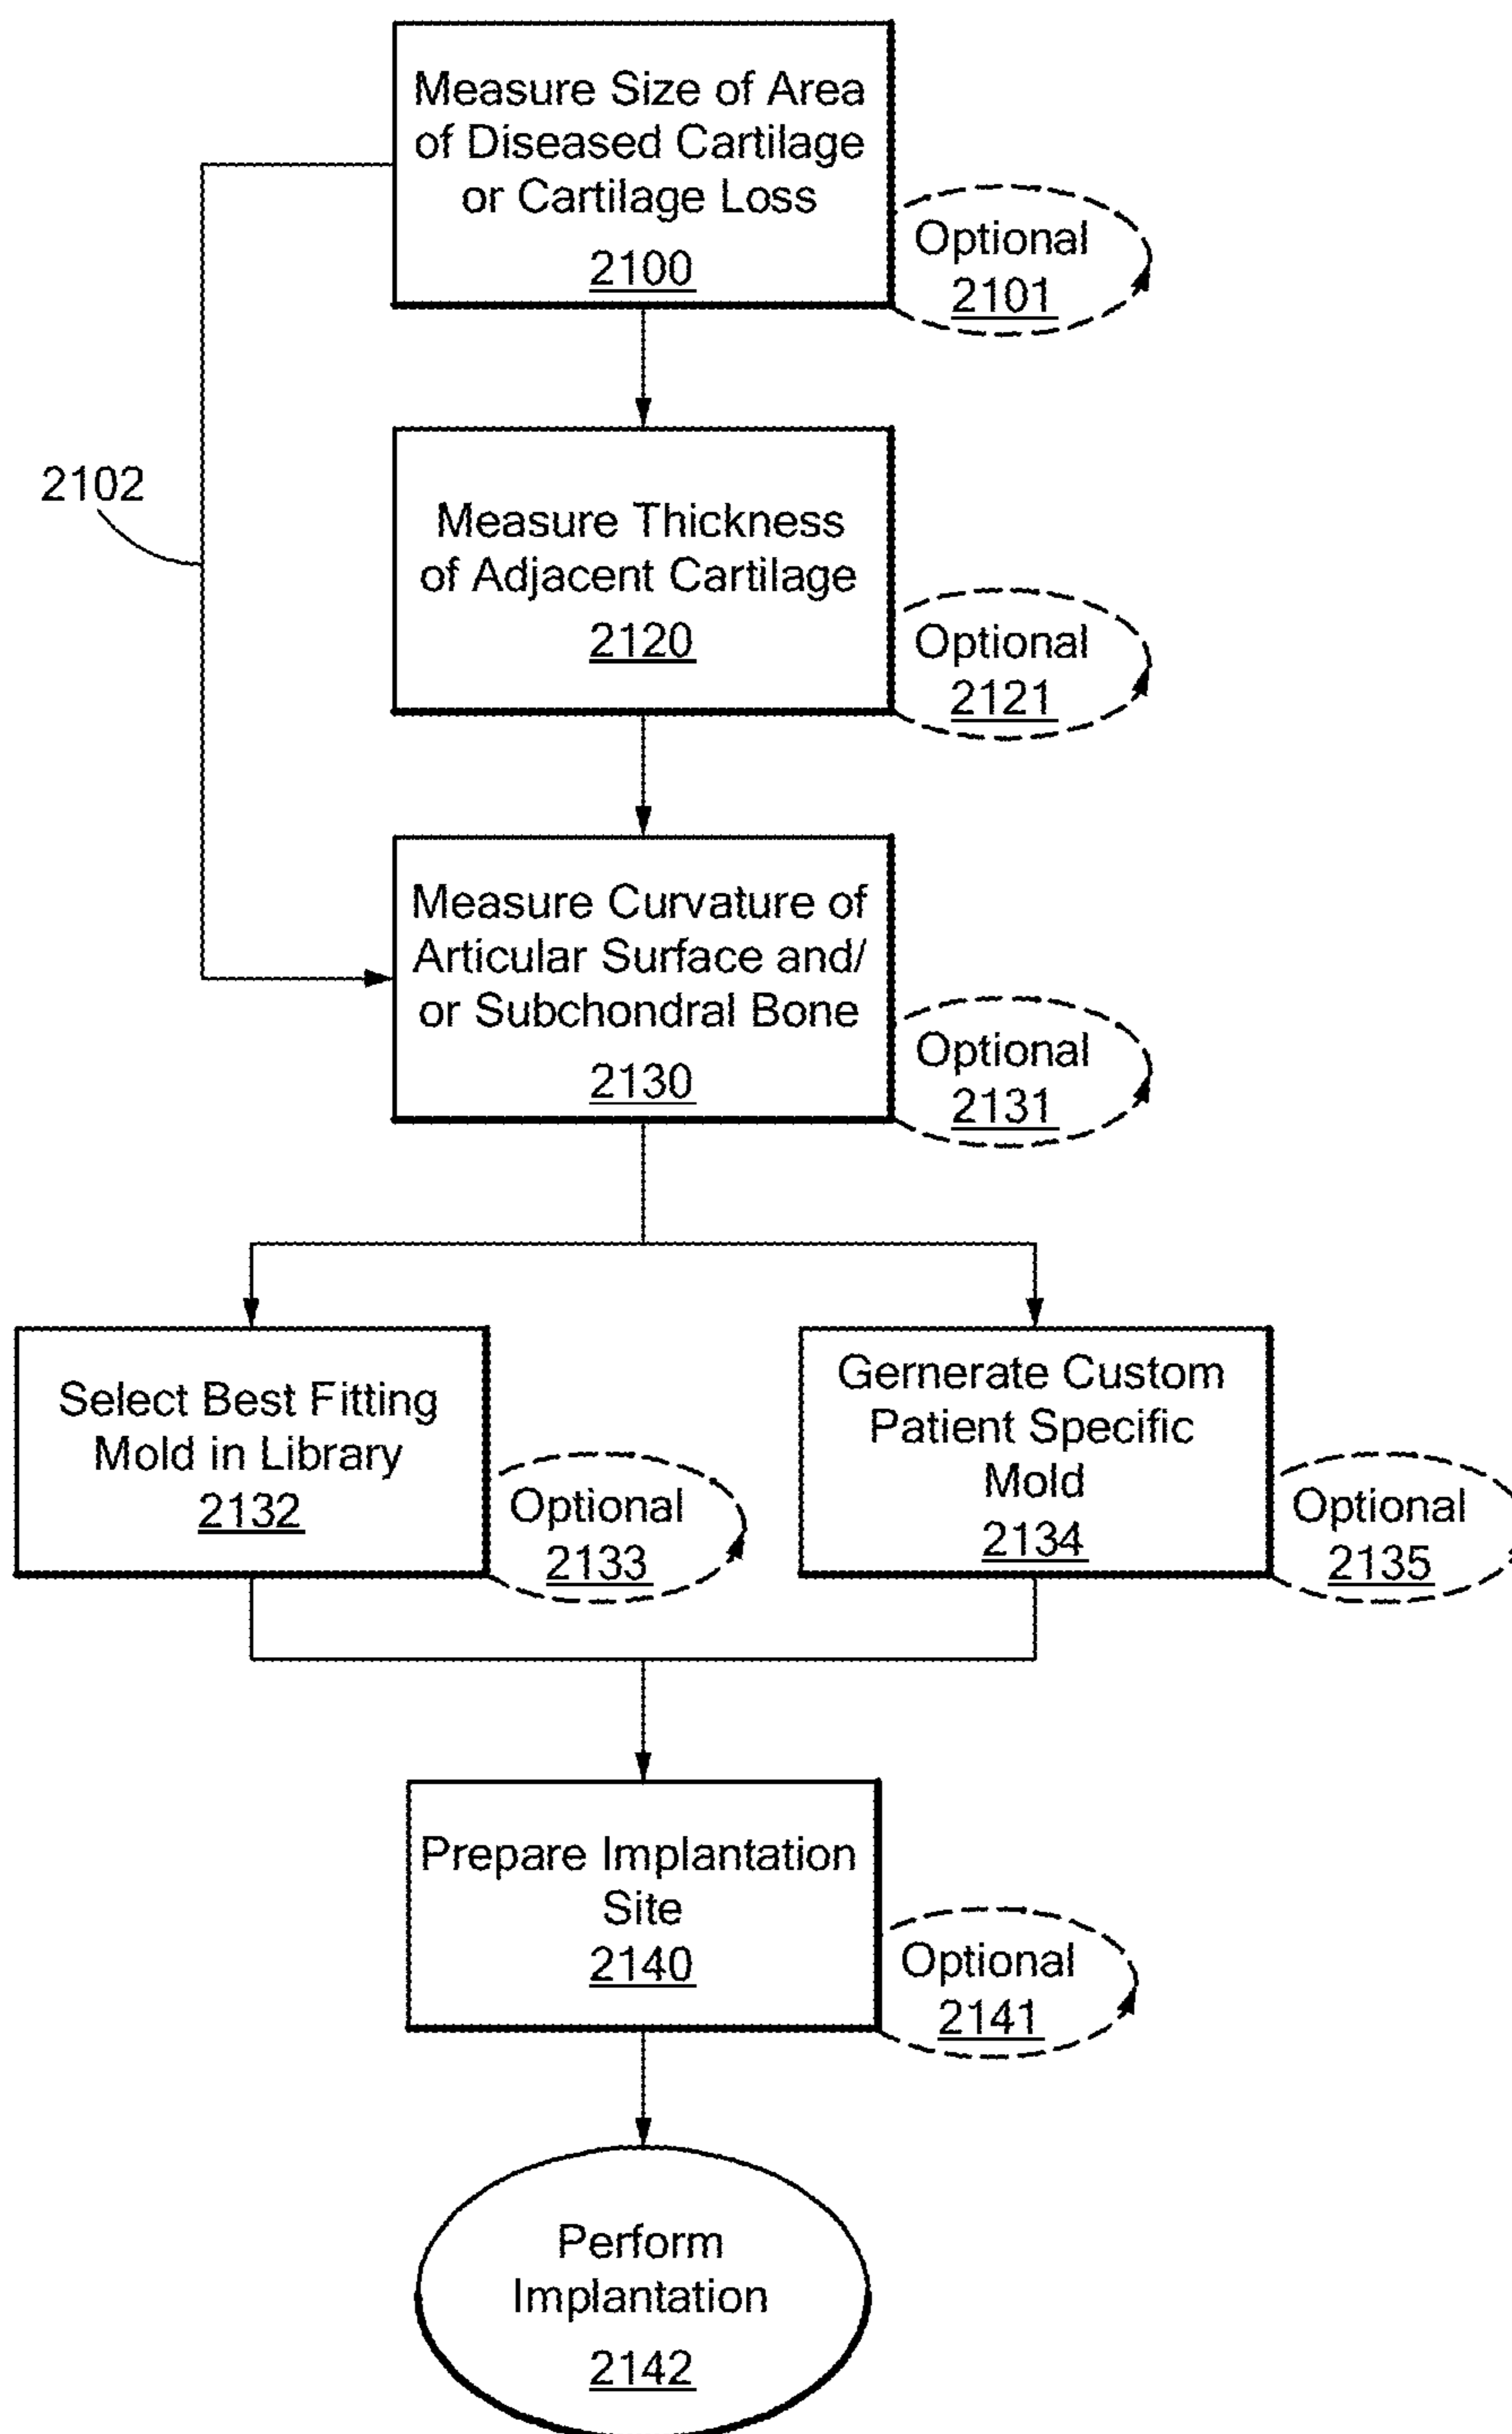 Measure Size of Area
of Diseased Cartilage
or Cartilage Loss
2100
Optional
2101
2102
Measure Thickness
of Adjacent Cartilage
2120
Optional
2121
Measure Curvature of
Articular Surface and/
or Subchondral Bone
2130
Optional
2131
Select Best Fitting
Mold in Library
2132
Optional
2133
Gernerate Custom
Patient Specific
Mold
2134
Optional
2135
Prepare Implantation
Site
2140
Optional
2141
Perform
Implantation
2142